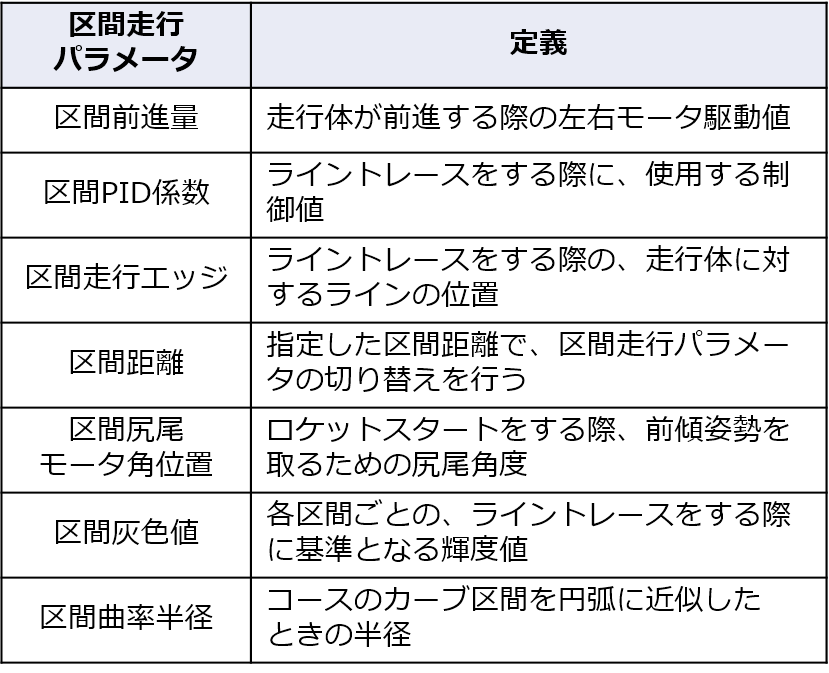 区間走行
パラメータ
定義
区間前進量
走行体が前進する際の左右モータ駆動値
区間PID係数
ライントレースをする際に、使用する制
御値
区間走行エッジ
ライントレースをする際の、走行体に対
するラインの位置
区間距離
指定した区間距離で、区間走行パラメー
タの切り替えを行う
区間尻尾
モータ角位置
ロケットスタートをする際、前傾姿勢を
取るための尻尾角度
区間灰色値
各区間ごとの、ライントレースをする際
に基準となる輝度値
区間曲率半径
コースのカーブ区間を円弧に近似した
ときの半径